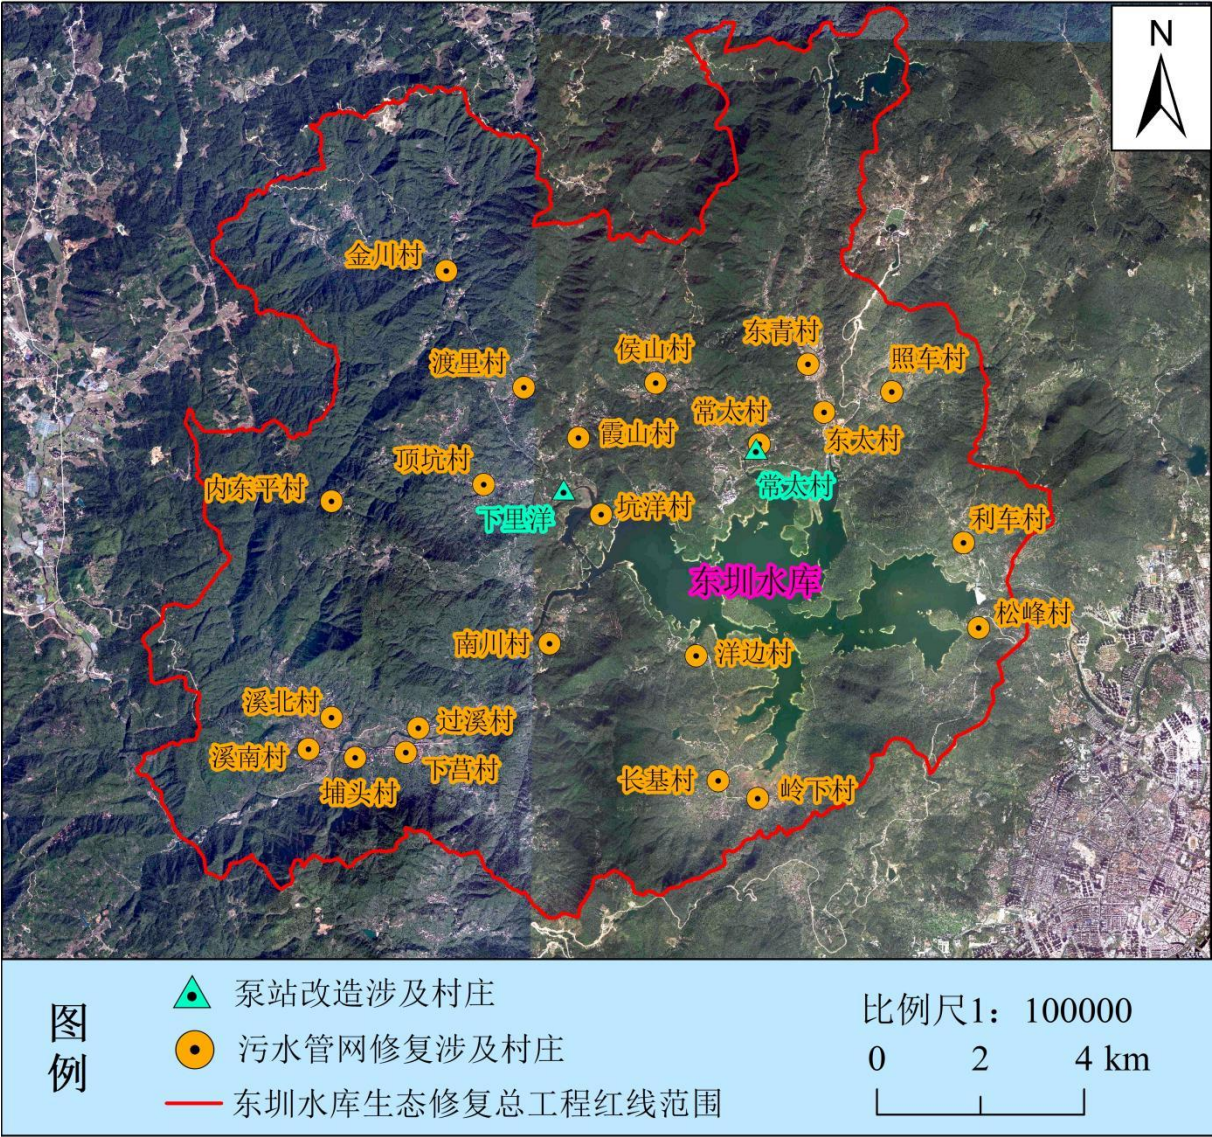 N
金川村
东青村
侯山村
渡里村
照车村
常太村
霞山村
东太村
顶坑村
常太村
内东平村
坑洋村
下里洋
利车村
东圳水库
松峰村
南川村
洋边村
溪北村
过溪村
溪南村
下莒村
埔头村
长基村
岭下村
图例
泵站改造涉及村庄
污水管网修复涉及村庄
东圳水库生态修复总工程红线范围
比例尺1：100000
0 2 4 km